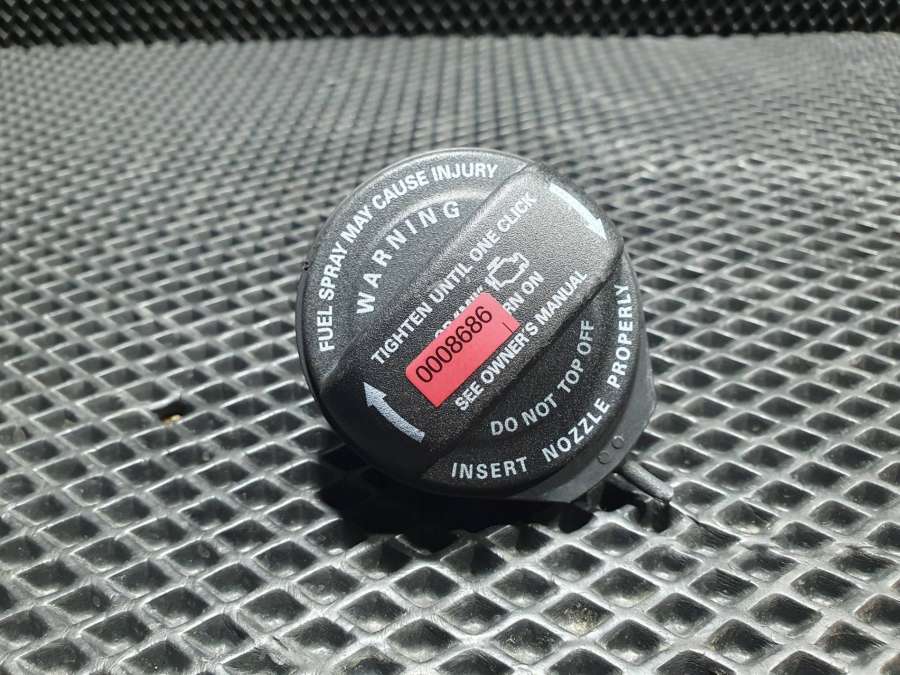 FUEL SPRAY MAY CAUSE INJURY
WARNING
TIGHTEN UNTIL ONE CLICK
ON
SEE OWNER'S MANUAL
0008686
DO NOT TOP OFF
INSERT NOZZLE PROPERLY